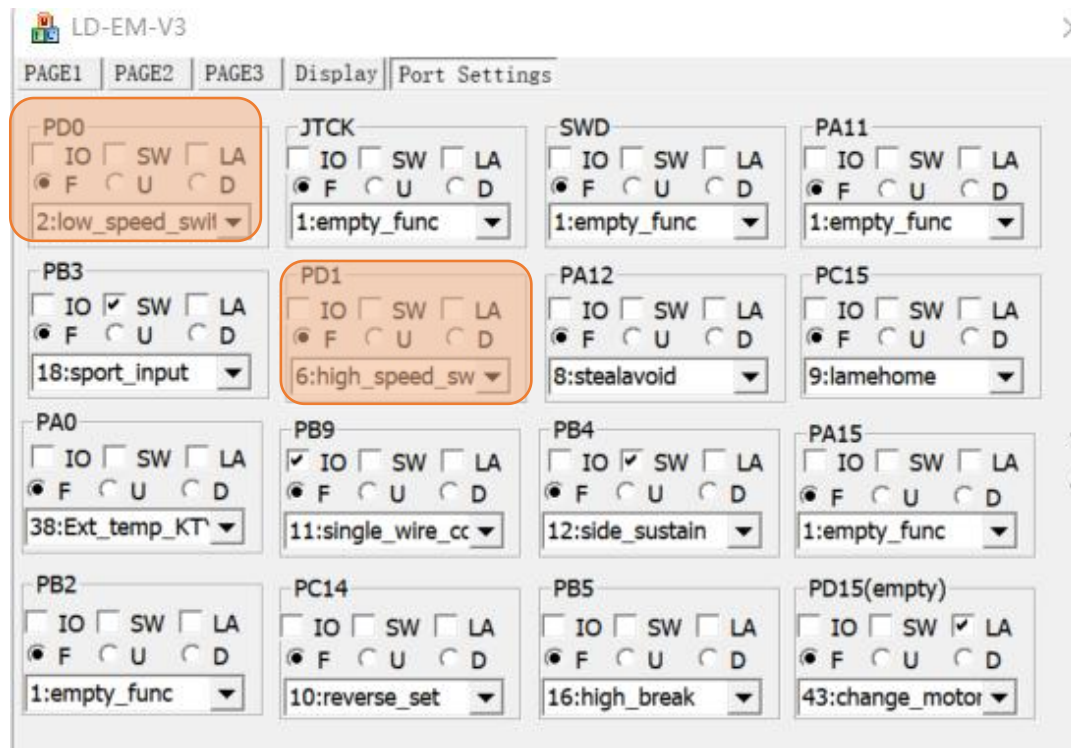 LD-EM-V3
PAGE1 PAGE2 PAGE3 Display Port Settings
PD0 JTCK SWD PA11
IO SW LA IO SW LA IO SW LA IO SW LA
F U D F U D F U D F U D
2:low_speed_swit 1:empty_func 1:empty_func 1:empty_func
PB3 PD1 PA12 PC15
IO SW LA IO SW LA IO SW LA IO SW LA
F U D F U D F U D F U D
18:sport_input 6:high_speed_sw 8:stealavoid 9:lamehome
PA0 PB9 PB4 PA15
IO SW LA IO SW LA IO SW LA IO SW LA
F U D F U D F U D F U D
38:Ext_temp_KTY 11:single_wire_cc 12:side_sustain 1:empty_func
PB2 PC14 PB5 PD15(empty)
IO SW LA IO SW LA IO SW LA IO SW LA
F U D F U D F U D F U D
1:empty_func 10:reverse_set 16:high_break 43:change_motor